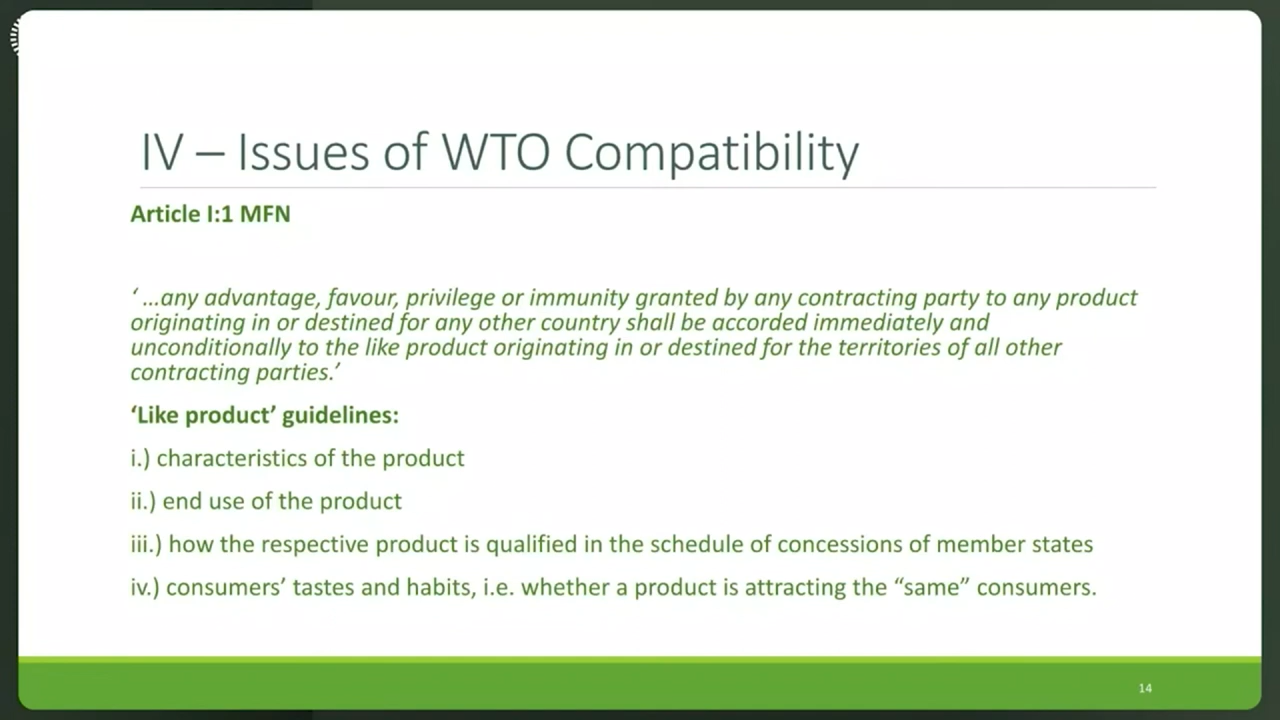 IV – Issues of WTO Compatibility
Article I:1 MFN
‘ …any advantage, favour, privilege or immunity granted by any contracting party to any product
originating in or destined for any other country shall be accorded immediately and
unconditionally to the like product originating in or destined for the territories of all other
contracting parties.’
‘Like product’ guidelines:
i.) characteristics of the product
ii.) end use of the product
iii.) how the respective product is qualified in the schedule of concessions of member states
iv.) consumers’ tastes and habits, i.e. whether a product is attracting the “same” consumers.
14